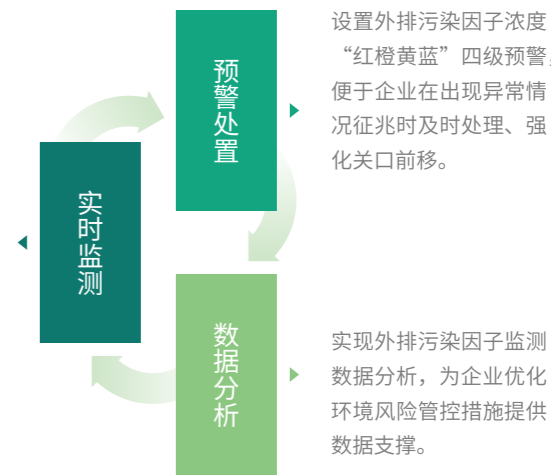 设置外排污染因子浓度
“红橙黄蓝”四级预警，
便于企业在出现异常情
况征兆时及时处理、强
化关口前移。
预警处置
实时监测
数据分析
实现外排污染因子监测
数据分析，为企业优化
环境风险管控措施提供
数据支撑。